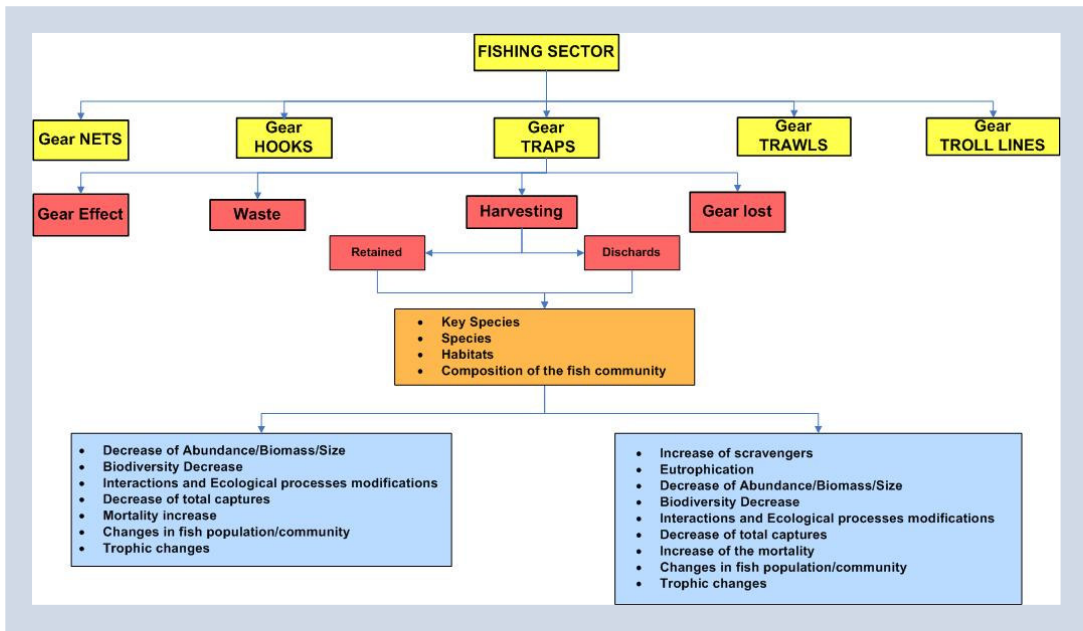 FISHING SECTOR
Gear NETS
Gear
HOOKS
Gear
TRAPS
Gear
TRAWLS
Gear
TROLL LINES
Gear Effect
Waste
Harvesting
Gear lost
Retained
Dischards
• Key Species
• Species
• Habitats
• Composition of the fish community
• Decrease of Abundance/Biomass/Size
• Biodiversity Decrease
• Interactions and Ecological processes modifications
• Decrease of total captures
• Mortality increase
• Changes in fish population/community
• Trophic changes
• Increase of scravengers
• Eutrophication
• Decrease of Abundance/Biomass/Size
• Biodiversity Decrease
• Interactions and Ecological processes modifications
• Decrease of total captures
• Increase of the mortality
• Changes in fish population/community
• Trophic changes